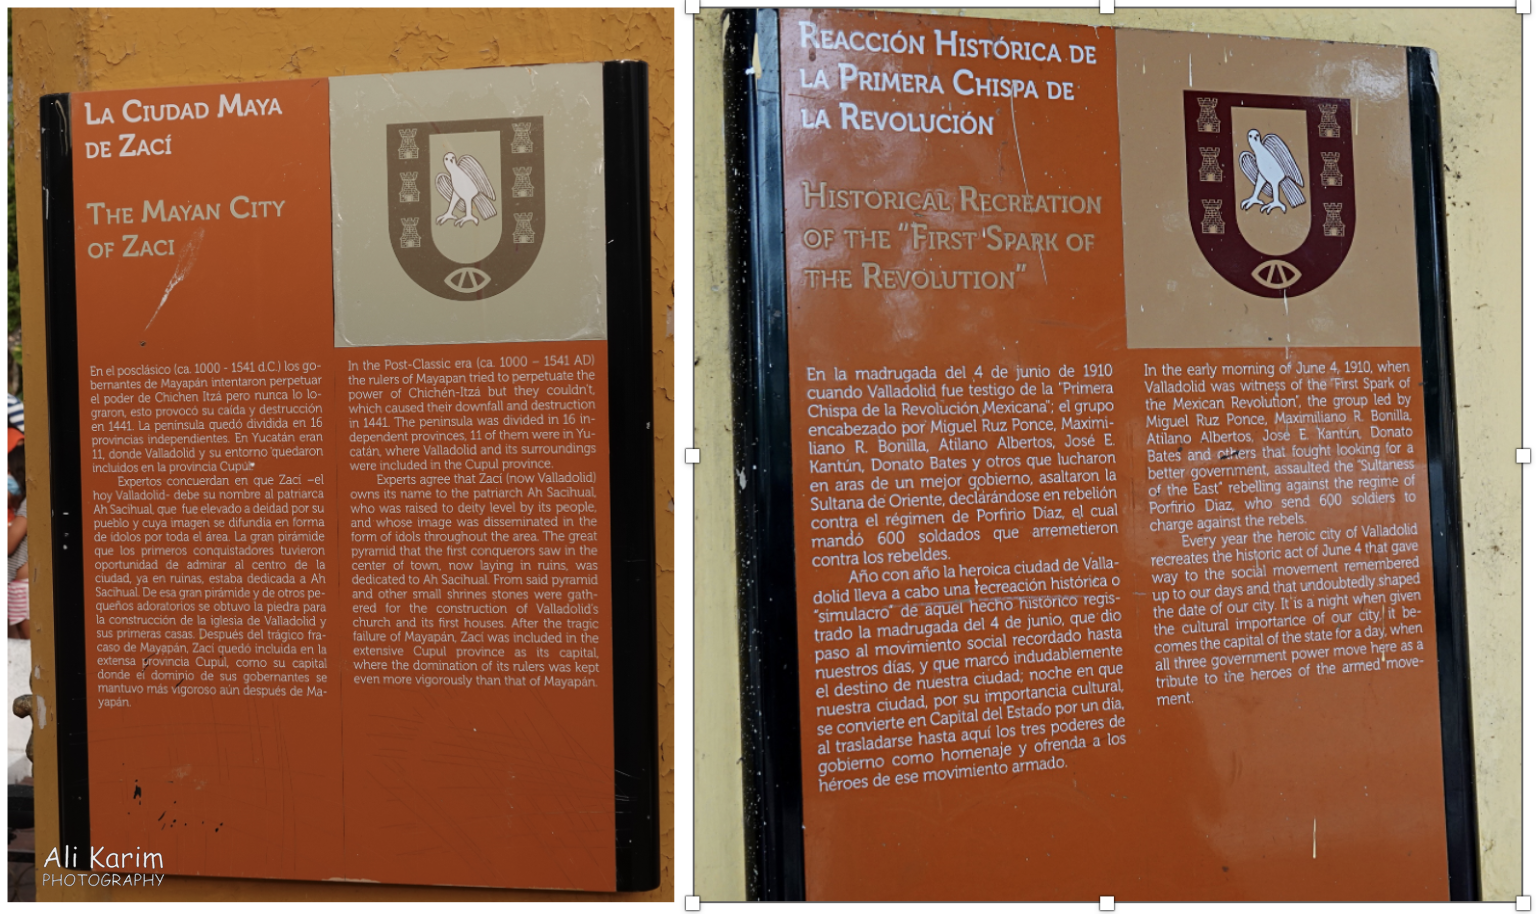 LA CIUDAD MAYA
DE ZACÍ
THE MAYAN CITY
OF ZACI
En el posclásico (ca. 1000 - 1541 d.C.) los go-
bernantes de Mayapán intentaron perpetuar
el poder de Chichen Itzá pero nunca lo lo-
graron, esto provocó su caída y destrucción
en 1441. La península quedó dividida en 16
provincias independientes. En Yucatán eran
11, donde Valladolid y su entorno quedaron
incluidos en la provincia Cupul.
Expertos concuerdan en que Zací –el
hoy Valladolid- debe su nombre al patriarca
Ah Sacihual, que fue elevado a deidad por su
pueblo y cuya imagen se difundía en forma
de ídolos por toda el área. La gran pirámide
que los primeros conquistadores tuvieron
oportunidad de admirar al centro de la
ciudad, ya en ruinas, estaba dedicada a Ah
Sacihual. De esa gran pirámide y de otros pe-
queños adoratorios se obtuvo la piedra para
la construcción de la iglesia de Valladolid y
sus primeras casas. Después del trágico fra-
caso de Mayapán, Zací quedó incluida en la
extensa provincia Cupul, como su capital
donde el dominio de sus gobernantes se
mantuvo más vigoroso aún después de Ma-
yapán.
In the Post-Classic era (ca. 1000 – 1541 AD)
the rulers of Mayapan tried to perpetuate the
power of Chichén-Itzá but they couldn't,
which caused their downfall and destruction
in 1441. The peninsula was divided in 16 in-
dependent provinces, 11 of them were in Yu-
catán, where Valladolid and its surroundings
were included in the Cupul province.
Experts agree that Zací (now Valladolid)
owns its name to the patriarch Ah Sacihual,
who was raised to deity level by its people,
and whose image was disseminated in the
form of idols throughout the area. The great
pyramid that the first conquerors saw in the
center of town, now laying in ruins, was
dedicated to Ah Sacihual. From said pyramid
and other small shrines stones were gath-
ered for the construction of Valladolid's
church and its first houses. After the tragic
failure of Mayapán, Zací was included in the
extensive Cupul province as its capital,
where the domination of its rulers was kept
even more vigorously than that of Mayapán.
Ali Karim
PHOTOGRAPHY
REACCIÓN HISTÓRICA DE
LA PRIMERA CHISPA DE
LA REVOLUCIÓN
HISTORICAL RECREATION
OF THE "FIRST SPARK OF
THE REVOLUTION"
En la madrugada del 4 de junio de 1910
cuando Valladolid fue testigo de la "Primera
Chispa de la Revolución Mexicana"; el grupo
encabezado por Miguel Ruz Ponce, Maximi-
liano R. Bonilla, Atilano Albertos, José E.
Kantún, Donato Bates y otros que lucharon
en aras de un mejor gobierno, asaltaron la
Sultana de Oriente, declarándose en rebelión
contra el régimen de Porfirio Díaz, el cual
mandó 600 soldados que arremetieron
contra los rebeldes.
Año con año la heroica ciudad de Valla-
dolid lleva a cabo una recreación histórica o
"simulacro" de aquel hecho histórico regis-
trado la madrugada del 4 de junio, que dio
paso al movimiento social recordado hasta
nuestros días, y que marcó indudablemente
el destino de nuestra ciudad; noche en que
nuestra ciudad, por su importancia cultural,
se convierte en Capital del Estado por un día,
al trasladarse hasta aquí los tres poderes de
gobierno como homenaje y ofrenda a los
héroes de ese movimiento armado.
In the early morning of June 4, 1910, when
Valladolid was witness of the "First Spark of
the Mexican Revolution", the group led by
Miguel Ruz Ponce, Maximiliano R. Bonilla,
Atilano Albertos, José E. Kantún, Donato
Bates and others that fought looking for a
better government, assaulted the "Sultaness
of the East" rebelling against the regime of
Porfirio Díaz, who send 600 soldiers to
charge against the rebels.
Every year the heroic city of Valladolid
recreates the historic act of June 4 that gave
way to the social movement remembered
up to our days and that undoubtedly shaped
the date of our city. It is a night when given
the cultural importance of our city, it be-
comes the capital of the state for a day, when
all three government power move here as a
tribute to the heroes of the armed move-
ment.